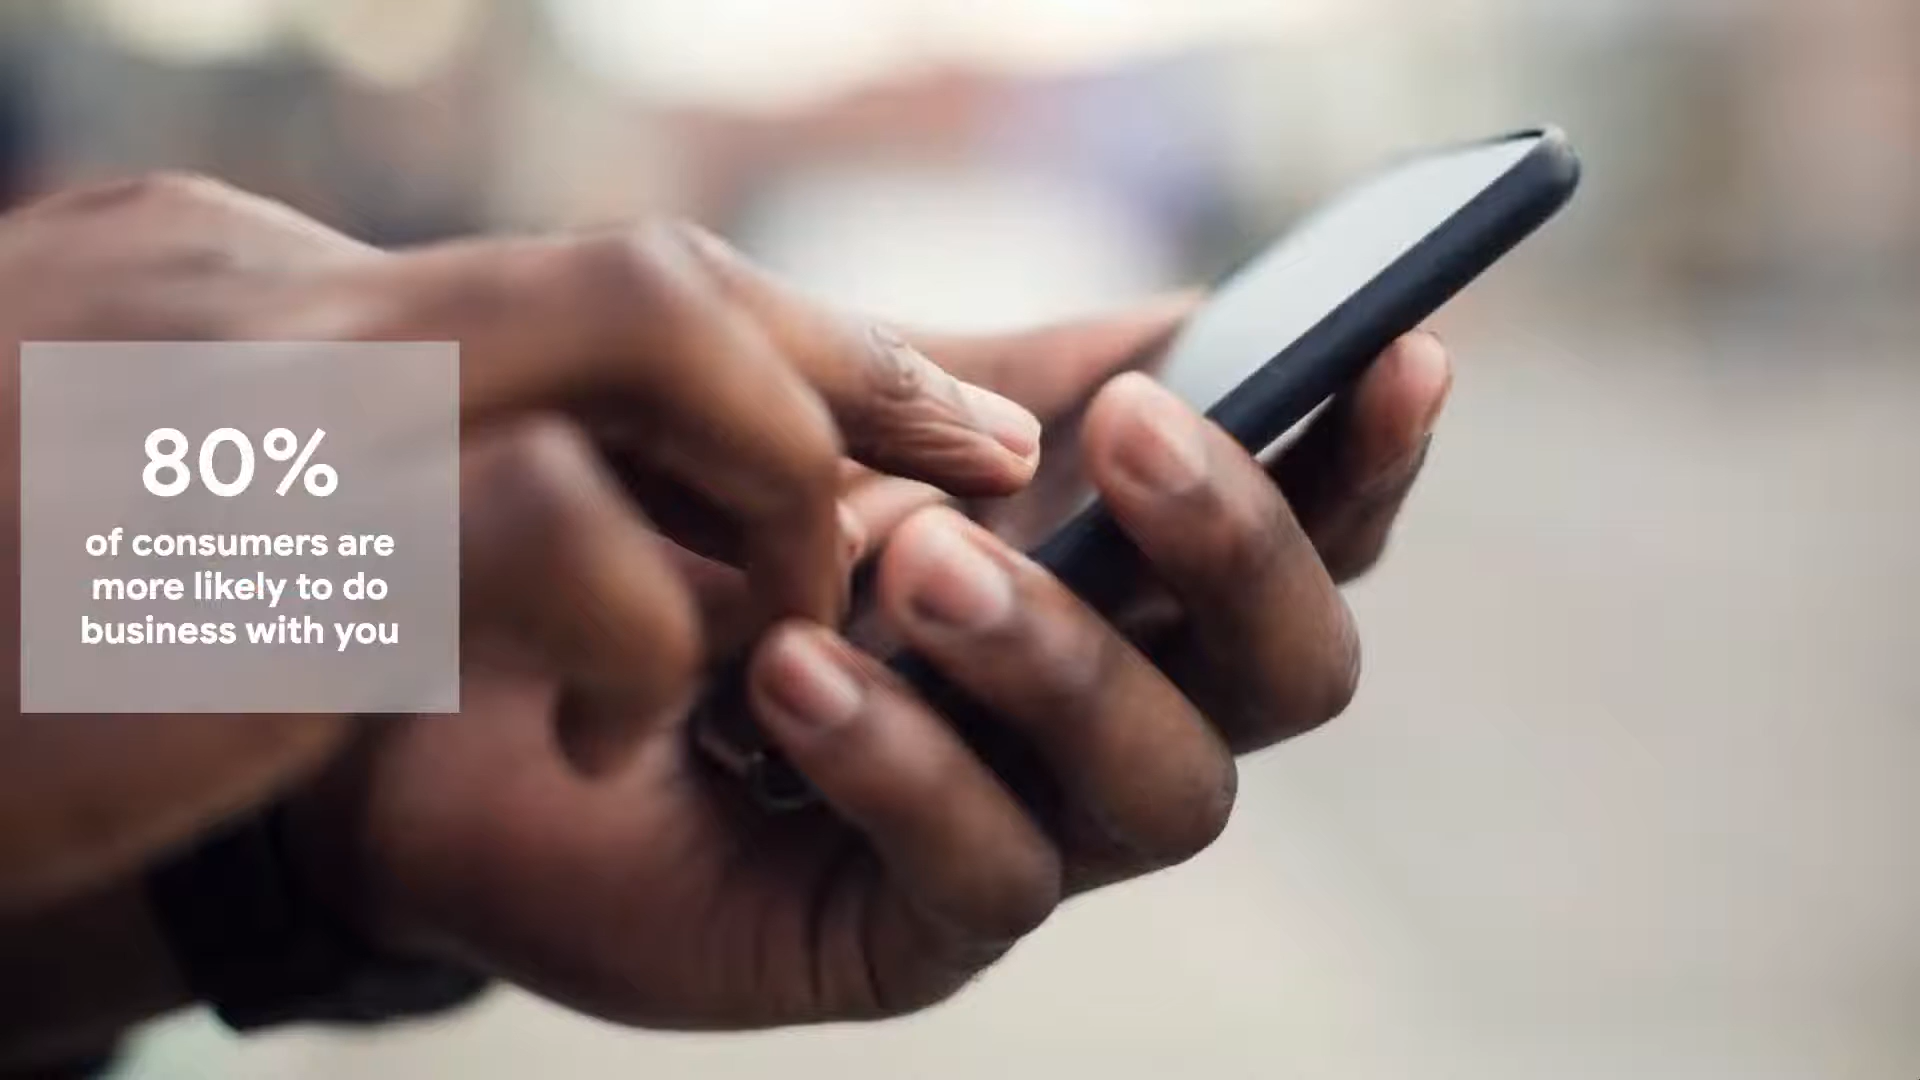 80%
of consumers are
more likely to do
business with you